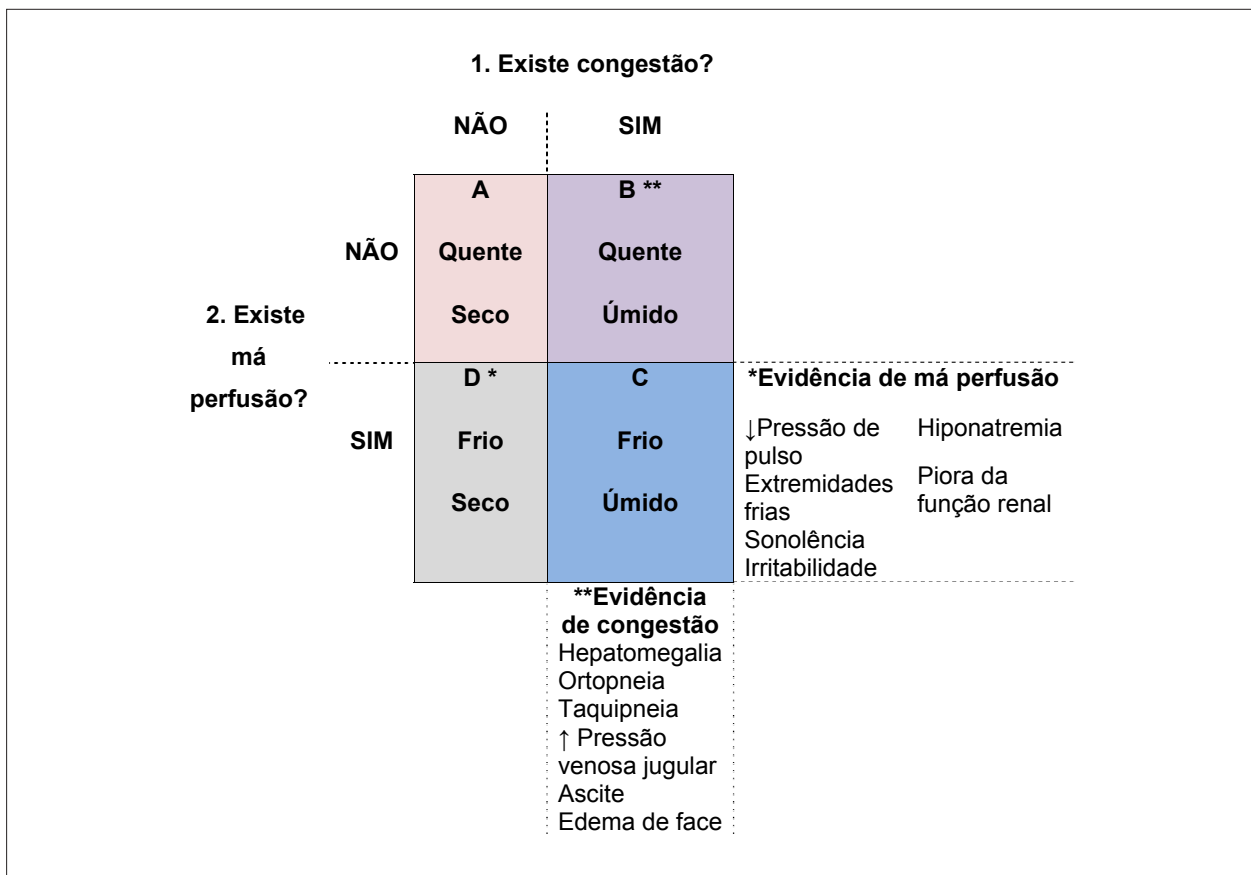 1. Existe congestão?
NÃO SIM
A B **
NÃO Quente Quente
Seco Úmido
2. Existe
má
perfusão?
D * C
SIM Frio Frio
Seco Úmido
*Evidência de má perfusão
↓Pressão de
pulso
Extremidades
frias
Sonolência
Irritabilidade
Hiponatremia
Piora da
função renal
**Evidência
de congestão
Hepatomegalia
Ortopneia
Taquipneia
↑ Pressão
venosa jugular
Ascite
Edema de face